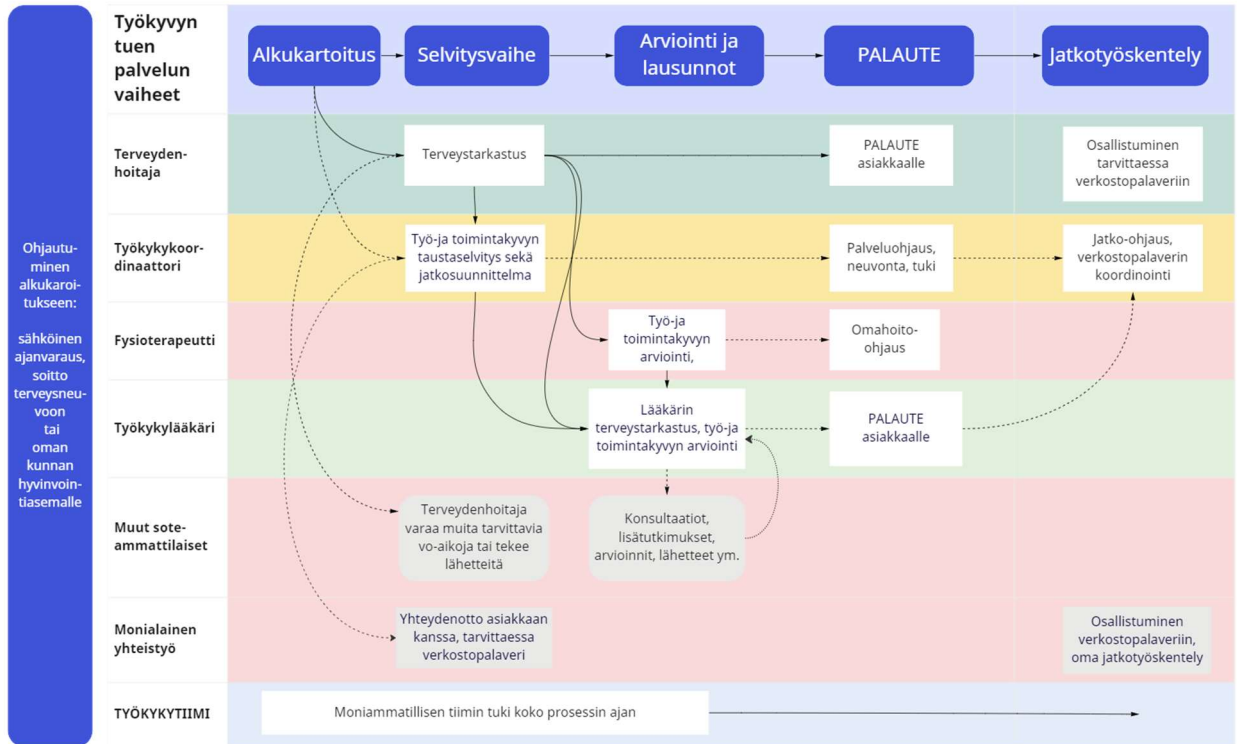 Ohjautu-
minen
alkukaroi-
tukseen:
sähköinen
ajanvaraus,
soitto
terveysneu-
voon
tai
oman
kunnan
hyvinvoin-
tiasemalle
Työkyvyn
tuen
palvelun
vaiheet
Alkukartoitus
Selvitysvaihe
Arviointi ja
lausunnot
PALAUTE
Jatkotyöskentely
Terveyden-
hoitaja
Terveystarkastus
PALAUTE
asiakkaalle
Osallistuminen
tarvittaessa
verkostopalaveriin
Työkykykoor-
dinaattori
Työ-ja toimintakyvyn
taustaselvitys sekä
jatkosuunnittelma
Palveluohjaus,
neuvonta, tuki
Jatko-ohjaus,
verkostopalaverin
koordinointi
Fysioterapeutti
Työ-ja
toimintakyvyn
arviointi,
Omahoito-
ohjaus
Työkykylääkäri
Lääkärin
terveystarkastus, työ-ja
toimintakyvyn arviointi
PALAUTE
asiakkaalle
Muut sote-
ammattilaiset
Terveydenhoitaja
varaa muita tarvittavia
vo-aikoja tai tekee
lähetteitä
Konsultaatiot,
lisätutkimukset,
arvioinnit, lähetteet ym.
Monialainen
yhteistyö
Yhteydenotto asiakkaan
kanssa, tarvittaessa
verkostopalaveri
Osallistuminen
verkostopalaveriin,
oma jatkotyöskentely
TYÖKYKYTIIMI
Moniammatillisen tiimin tuki koko prosessin ajan